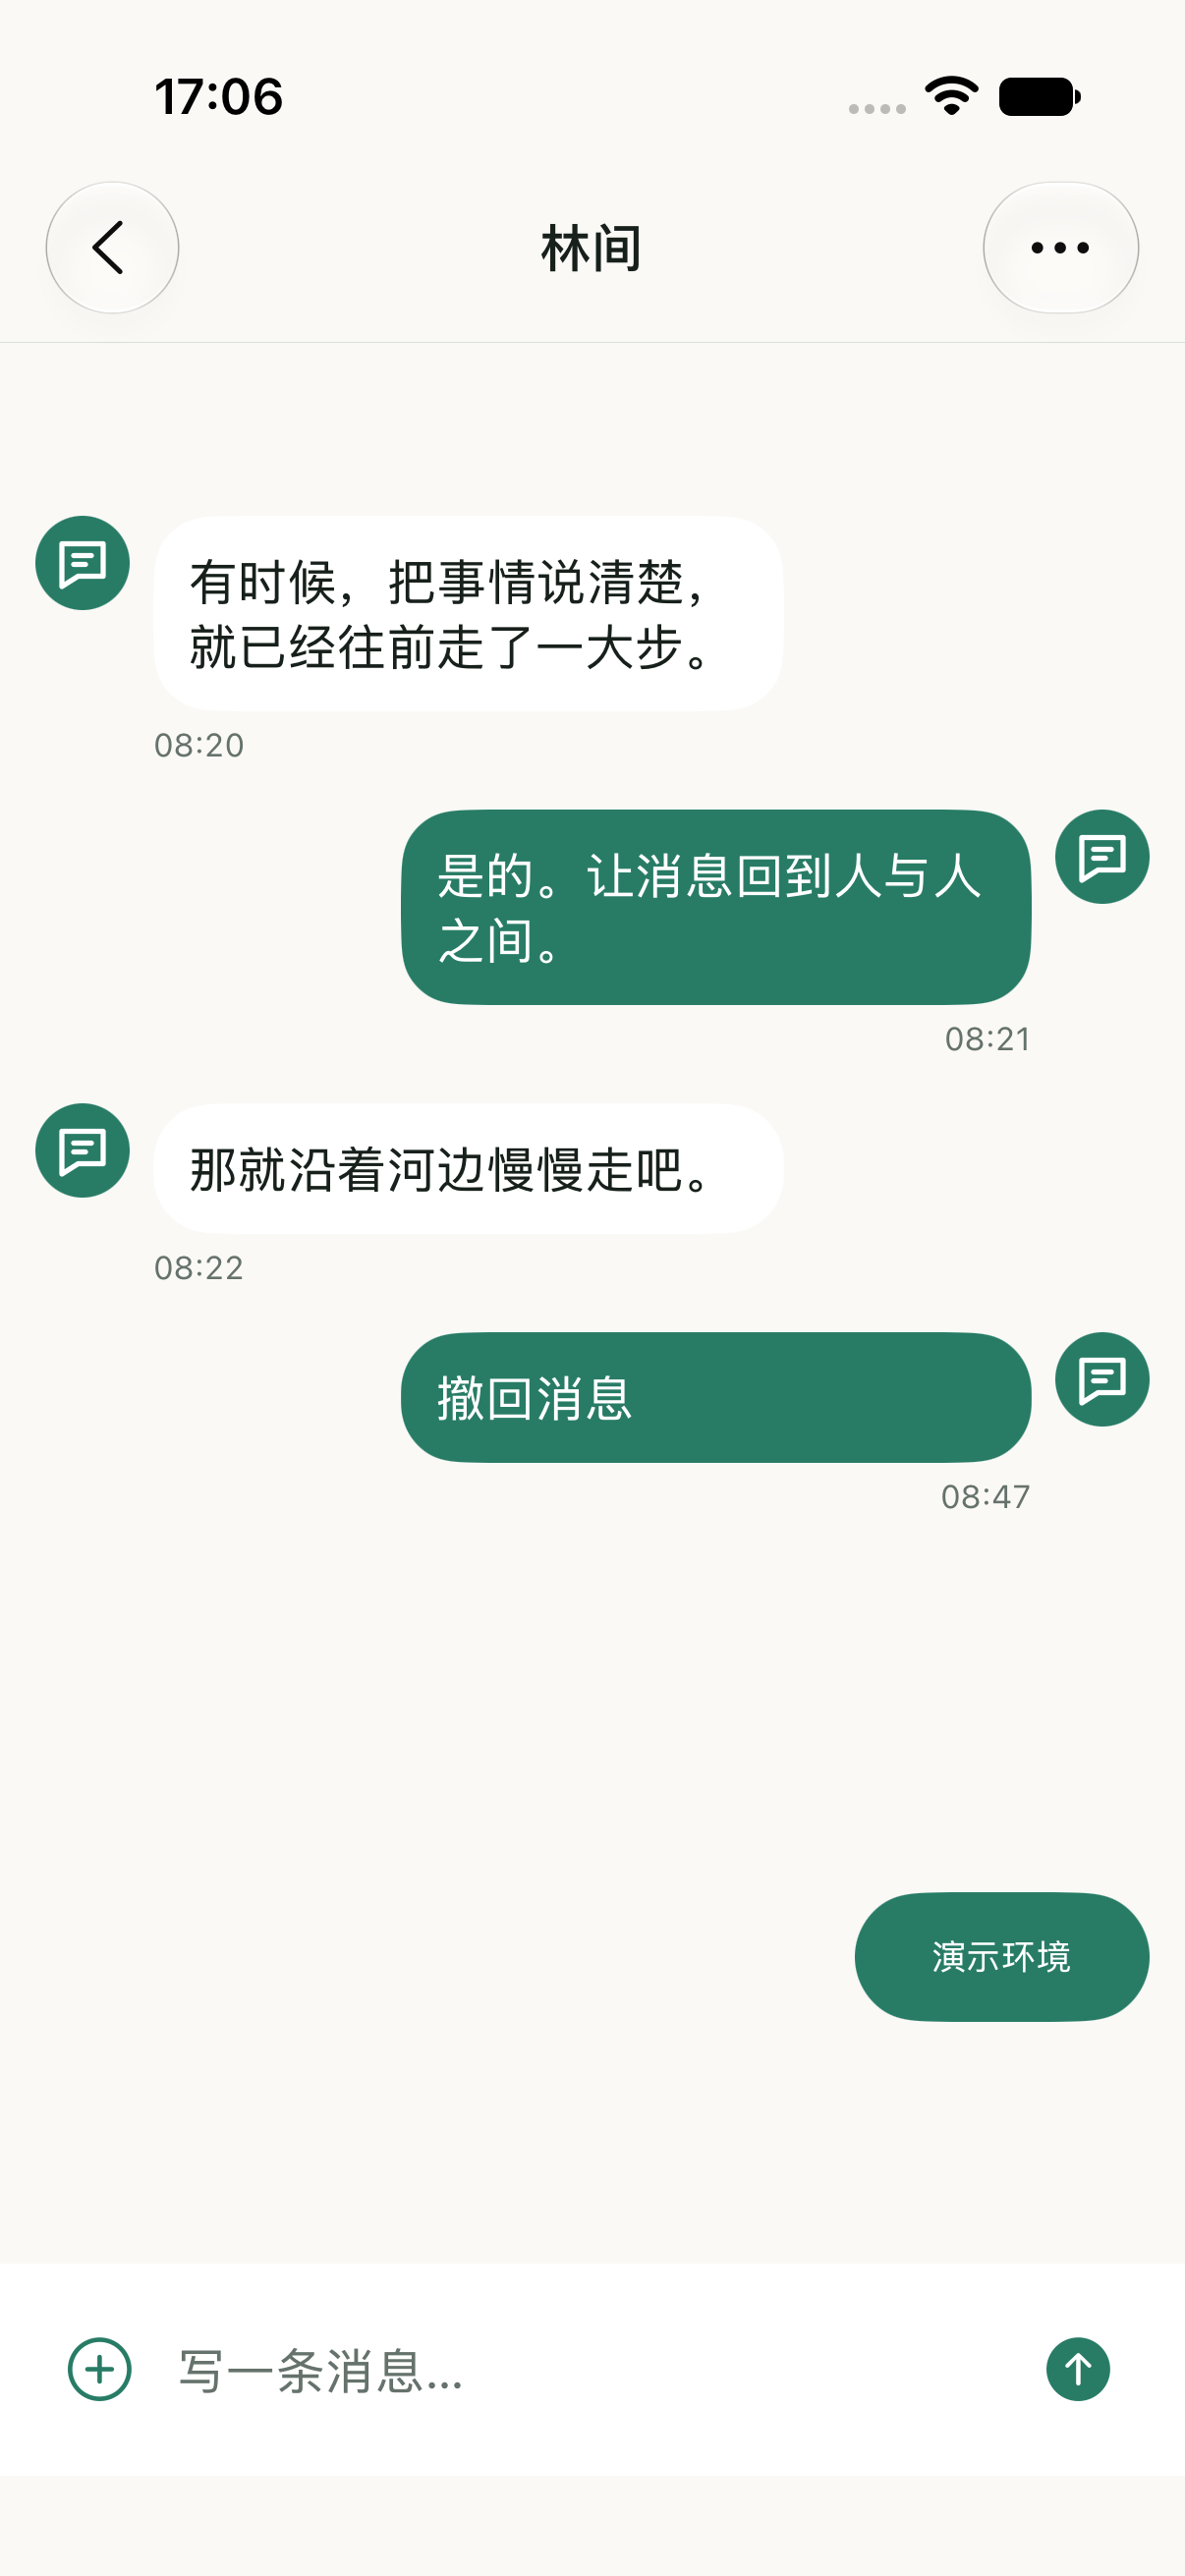 17:06
林间
有时候，把事情说清楚，
就已经往前走了一大步。
08:20
是的。让消息回到人与人
之间。
08:21
那就沿着河边慢慢走吧。
08:22
撤回消息
08:47
演示环境
写一条消息...